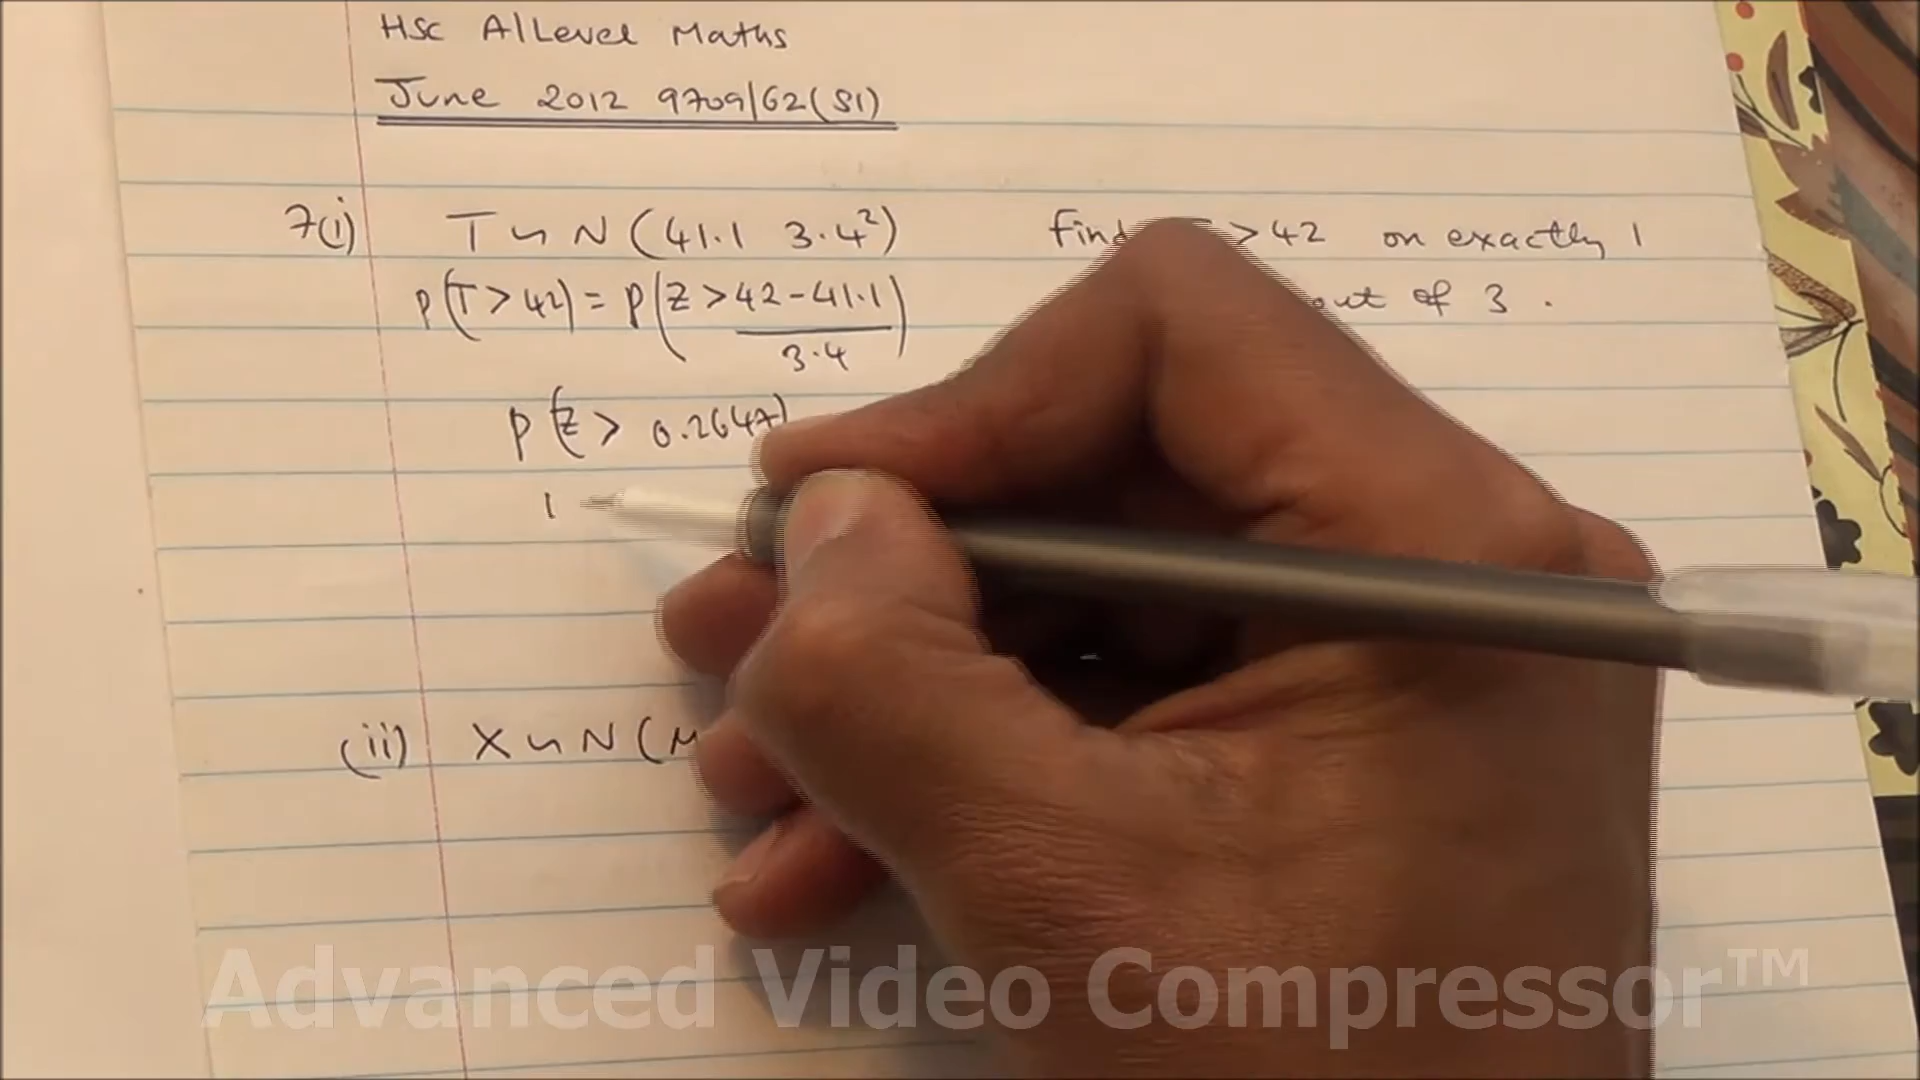 HSC A/Level Maths
June 2012 9709/62(S1)
7(i) T ~ N (41.1 3.4²) Find > 42 on exactly 1
P(T > 42) = P(Z > 42 - 41.1 / 3.4) out of 3 .
P(Z > 0.2647)
1
(ii) X ~ N (μ
Advanced Video Compressor™